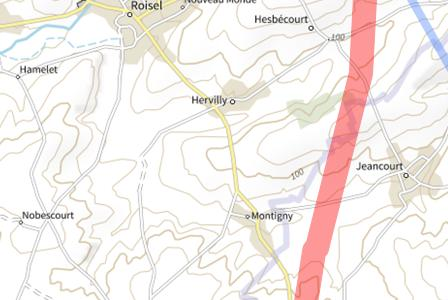 Nouveau Monde
Roisel
Hesbécourt
100
Hamelet
Hervilly
Jeancourt
100
Nobescourt
Montigny